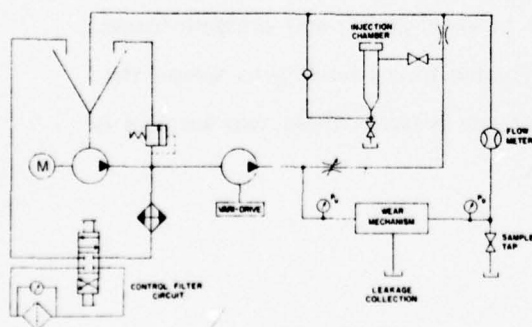 INJECTION
CHAMBER
FLOW
METER
M
VARI-DRIVE
WEAR
MECHANISM
SAMPLE
TAP
CONTROL FILTER
CIRCUIT
LEAKAGE
COLLECTION